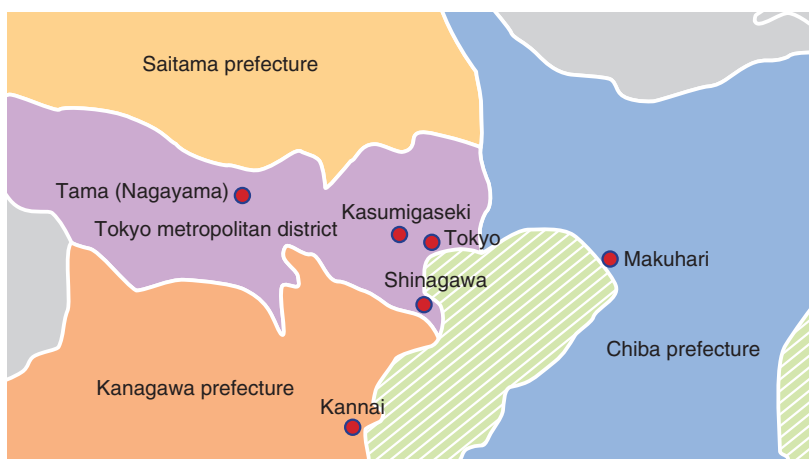 Saitama prefecture
Tama (Nagayama)
Kasumigaseki
Tokyo metropolitan district
Tokyo
Makuhari
Shinagawa
Chiba prefecture
Kanagawa prefecture
Kannai